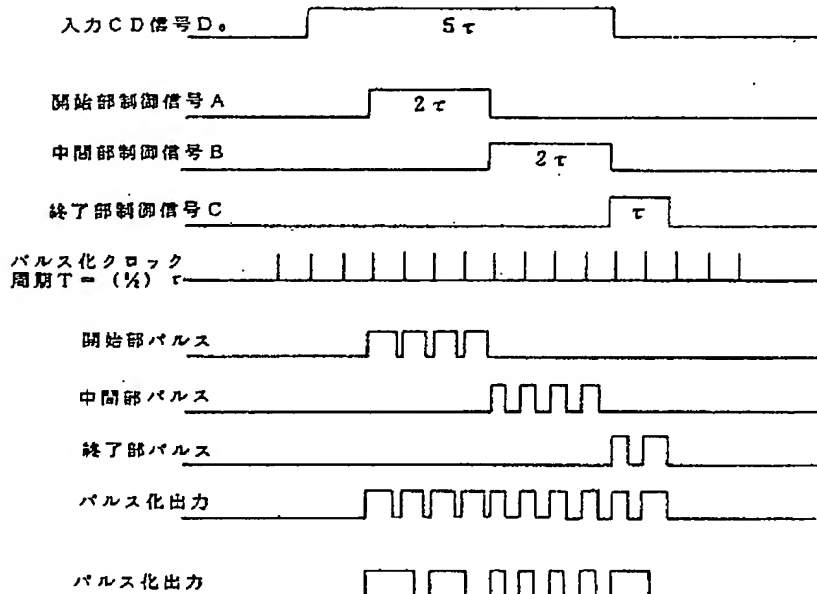 入力CD信号D₀
5τ
開始部制御信号A
2τ
中間部制御信号B
2τ
終了部制御信号C
τ
パルス化クロック
周期T=(½)τ
開始部パルス
中間部パルス
終了部パルス
パルス化出力
パルス化出力